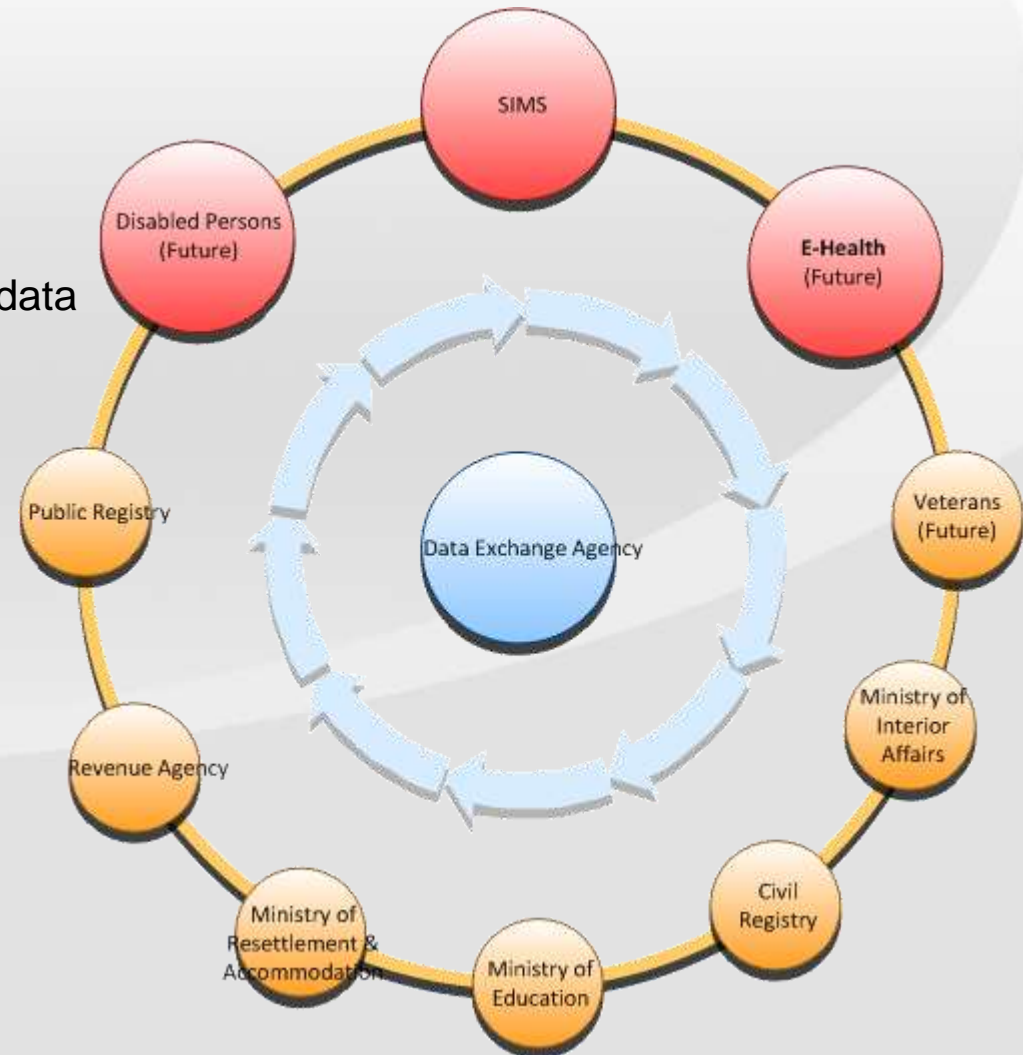 SIMS
Disabled Persons
(Future)
E-Health
(Future)
data
Public Registry
Data Exchange Agency
Veterans
(Future)
Ministry of
Interior
Affairs
Revenue Agency
Civil
Registry
Ministry of
Resettlement &
Accommodation
Ministry of
Education